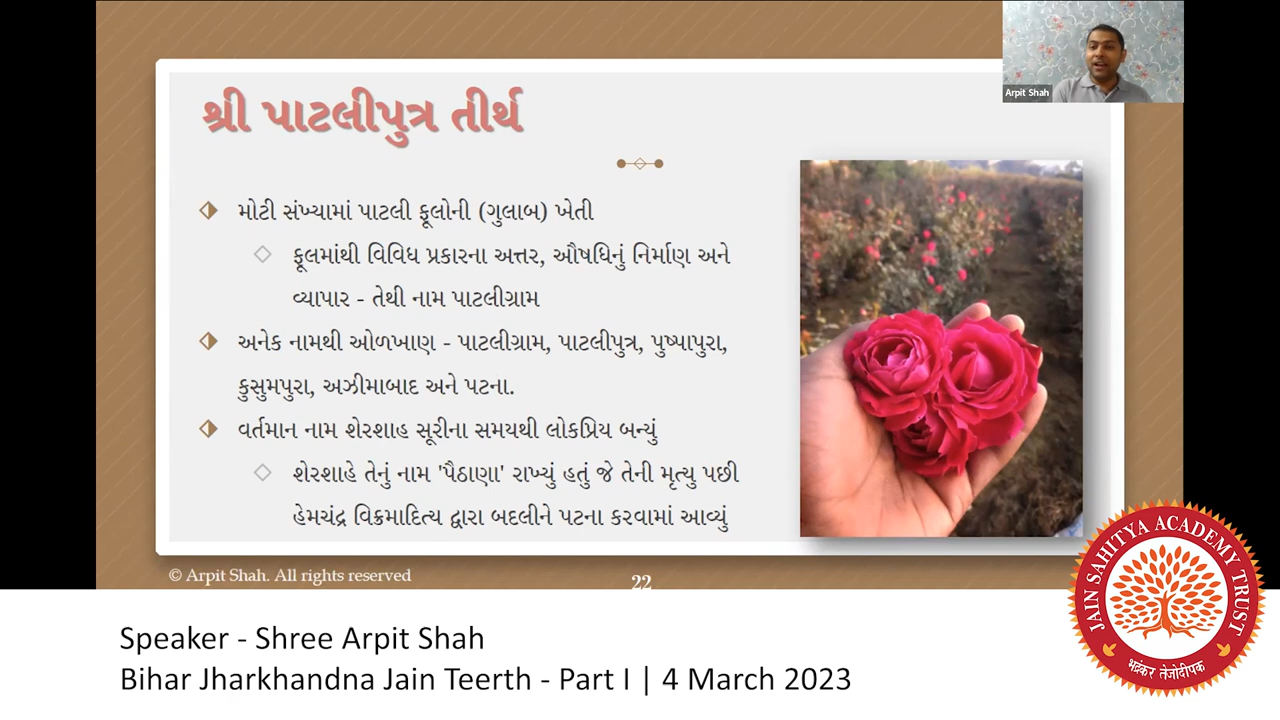 Arpit Shah
શ્રી પાટલીપુત્ર તીર્થ
મોટી સંખ્યામાં પાટલી ફૂલોની (ગુલાબ) ખેતી
ફૂલમાંથી વિવિધ પ્રકારના અત્તર, ઔષધિનું નિર્માણ અને
વ્યાપાર - તેથી નામ પાટલીગ્રામ
અનેક નામથી ઓળખાણ - પાટલીગ્રામ, પાટલીપુત્ર, પુષ્પાપુરા,
કુસુમપુરા, અઝીમાબાદ અને પટના.
વર્તમાન નામ શેરશાહ સૂરીના સમયથી લોકપ્રિય બન્યું
શેરશાહે તેનું નામ 'પૈઠાણા' રાખ્યું હતું જે તેની મૃત્યુ પછી
હેમચંદ્ર વિક્રમાદિત્ય દ્વારા બદલીને પટના કરવામાં આવ્યું
© Arpit Shah. All rights reserved
22
JAIN SAHITYA ACADEMY TRUST
भद्रंकर तेजोदीपक
Speaker - Shree Arpit Shah
Bihar Jharkhandna Jain Teerth - Part I | 4 March 2023